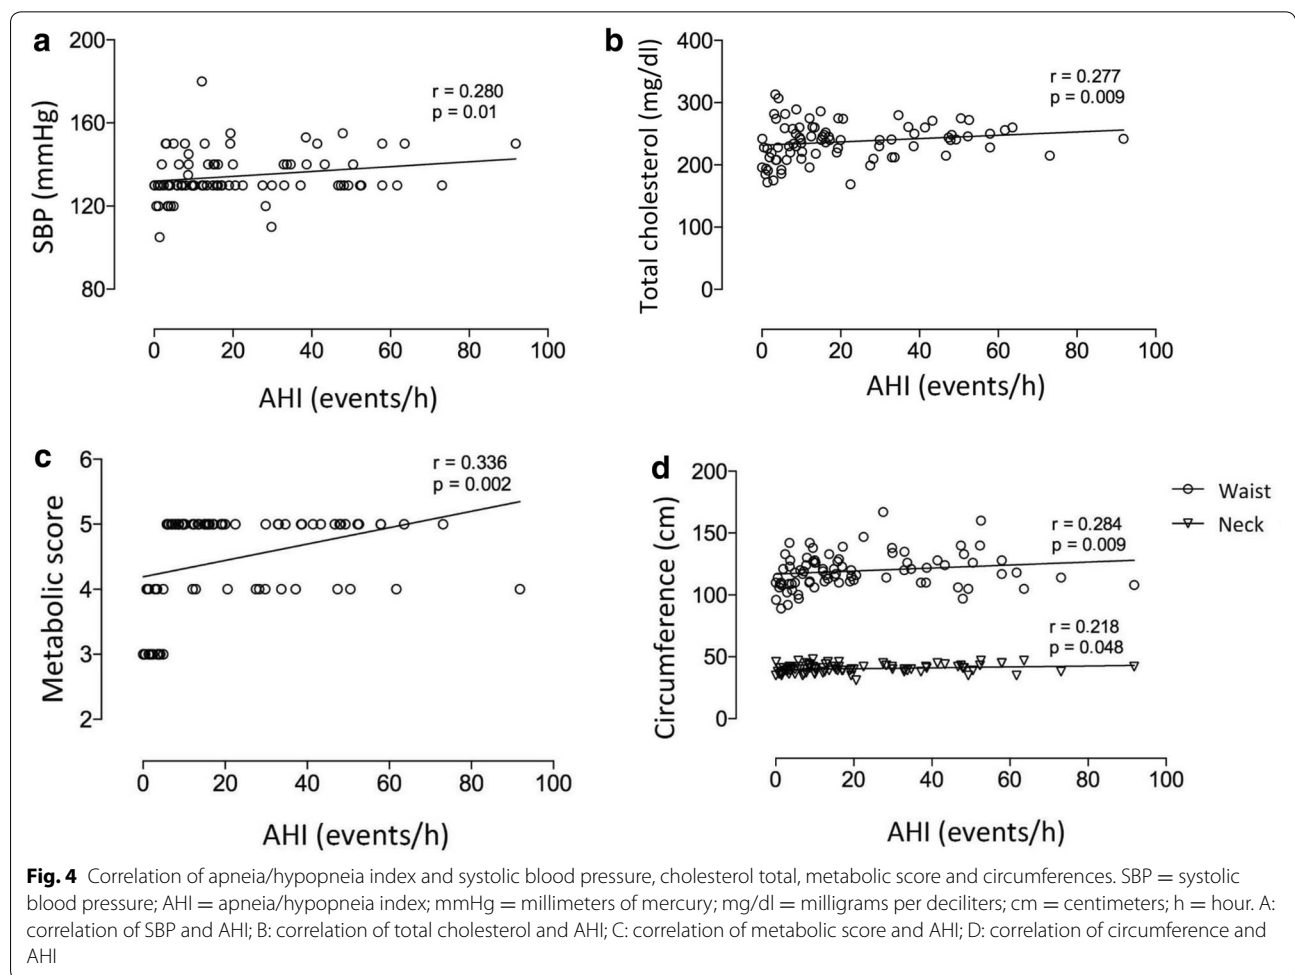 a
200
160
120
80
SBP (mmHg)
r = 0.280
p = 0.01
0 20 40 60 80 100
AHI (events/h)
b
400
300
200
100
0
Total cholesterol (mg/dl)
r = 0.277
p = 0.009
0 20 40 60 80 100
AHI (events/h)
c
6
5
4
3
2
Metabolic score
r = 0.336
p = 0.002
0 20 40 60 80 100
AHI (events/h)
d
200
150
100
50
0
Circumference (cm)
Waist
Neck
r = 0.284
p = 0.009
r = 0.218
p = 0.048
0 20 40 60 80 100
AHI (events/h)
Fig. 4 Correlation of apneia/hypopneia index and systolic blood pressure, cholesterol total, metabolic score and circumferences. SBP = systolic
blood pressure; AHI = apneia/hypopneia index; mmHg = millimeters of mercury; mg/dl = milligrams per deciliters; cm = centimeters; h = hour. A:
correlation of SBP and AHI; B: correlation of total cholesterol and AHI; C: correlation of metabolic score and AHI; D: correlation of circumference and
AHI